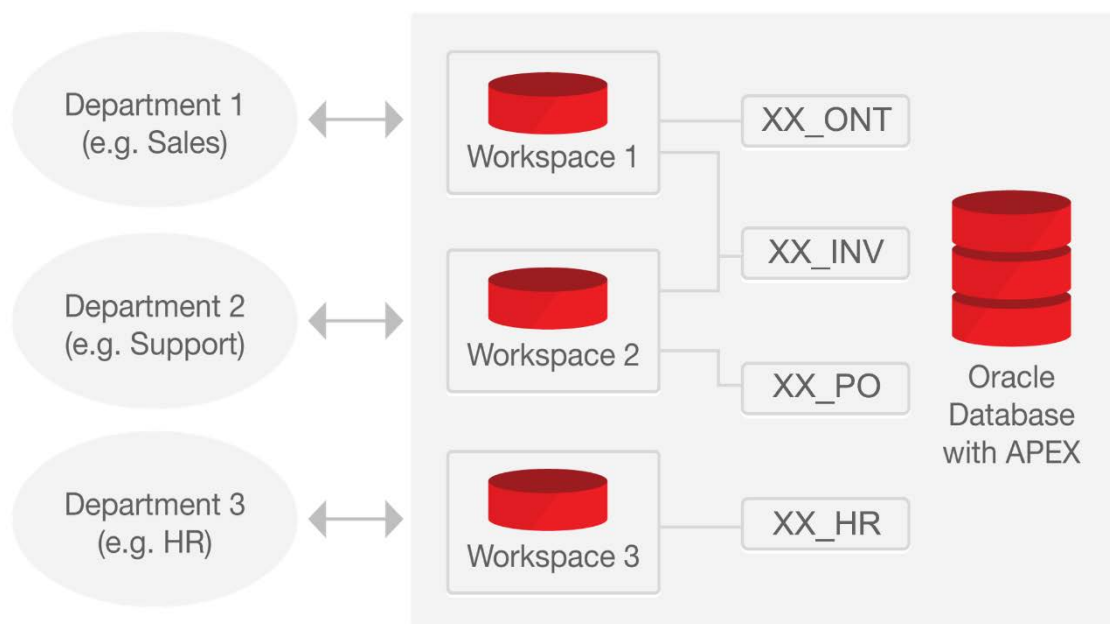 Department 1
(e.g. Sales)
Workspace 1
XX_ONT
XX_INV
Department 2
(e.g. Support)
Workspace 2
XX_PO
Oracle
Database
with APEX
Department 3
(e.g. HR)
Workspace 3
XX_HR